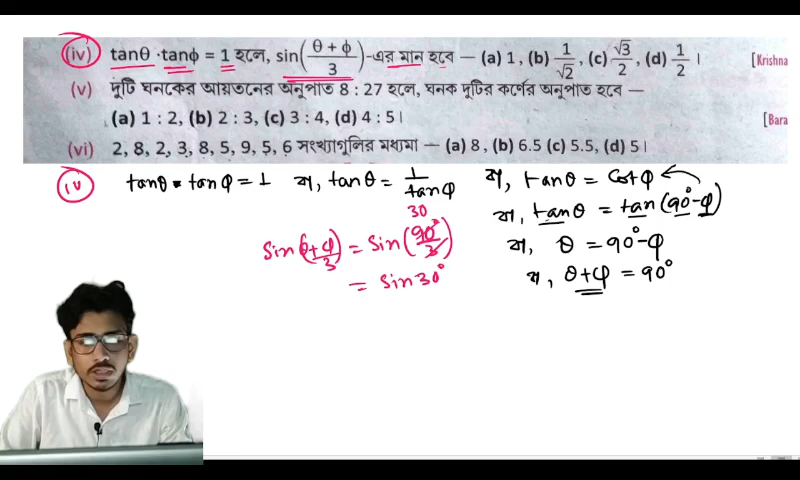 (iv) tanθ · tanϕ = 1 হলে, sin((θ + ϕ)/3)-এর মান হবে — (a) 1, (b) 1/√2, (c) √3/2, (d) 1/2। [Krishna
(v) দুটি ঘনকের আয়তনের অনুপাত 8 : 27 হলে, ঘনক দুটির কর্ণের অনুপাত হবে —
(a) 1 : 2, (b) 2 : 3, (c) 3 : 4, (d) 4 : 5। [Bara
(vi) 2, 8, 2, 3, 8, 5, 9, 5, 6 সংখ্যাগুলির মধ্যমা — (a) 8, (b) 6.5 (c) 5.5, (d) 5।
iv tanθ · tanφ = 1 বা, tanθ = 1/tanφ বা, tanθ = cotφ
বা, tanθ = tan(90°-φ)
বা, θ = 90°-φ
বা, θ+φ = 90°
30
sin(θ+φ/3) = sin(90°/3)
= sin30°